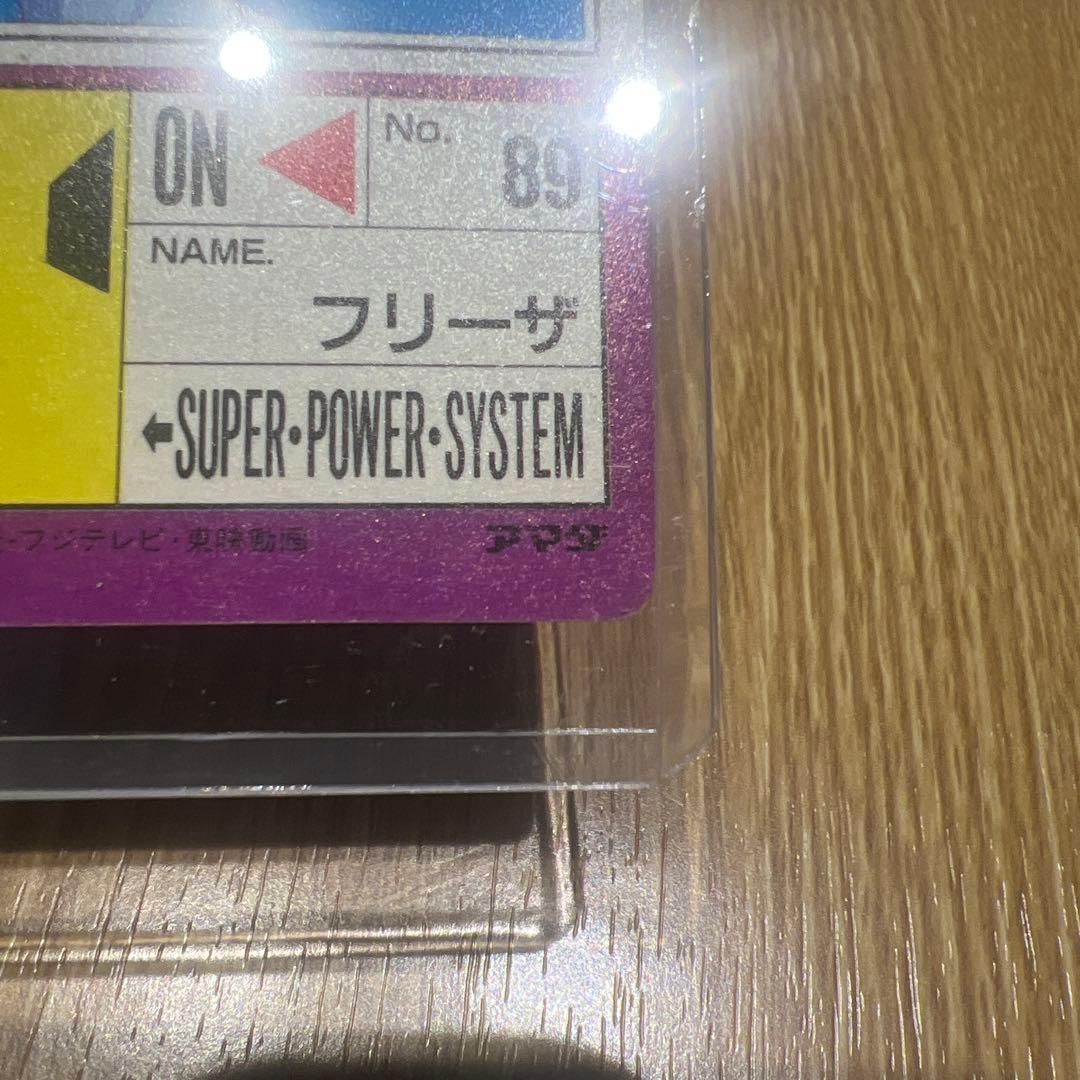 ON
No. 89
NAME.
フリーザ
←SUPER・POWER・SYSTEM
・フジテレビ・東映動画
アマダ